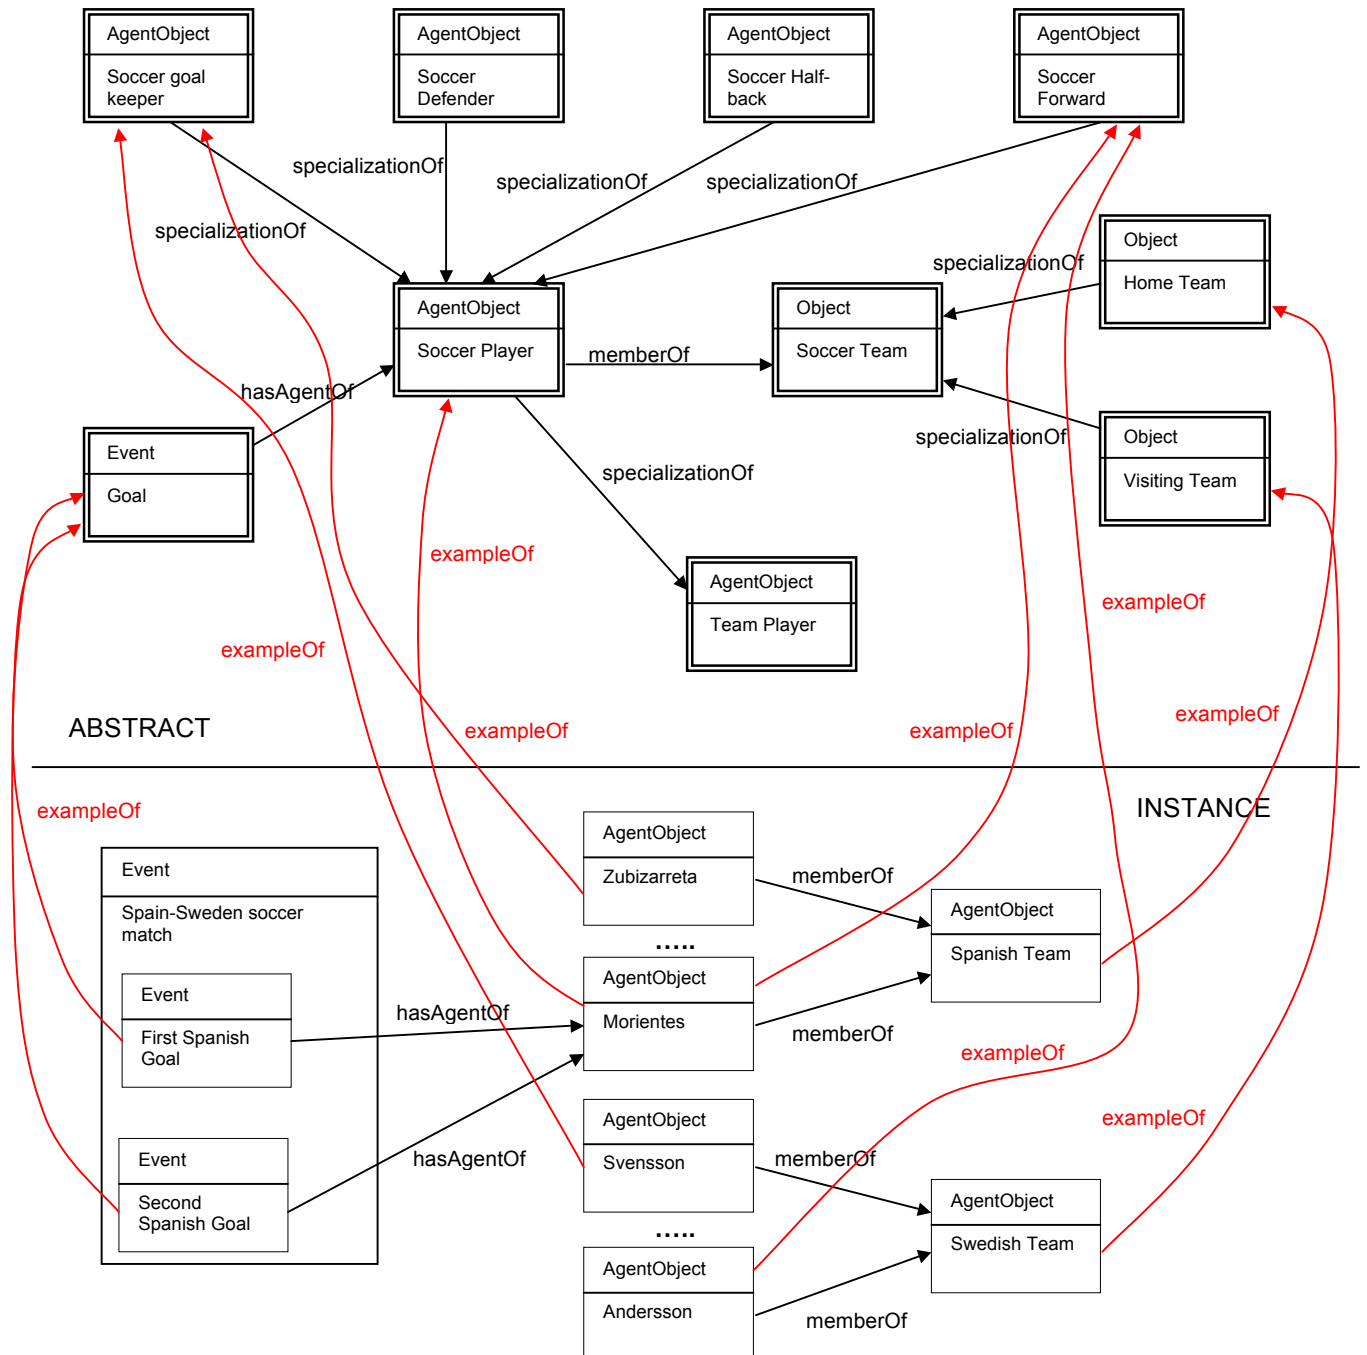 AgentObject
Soccer goal
keeper
AgentObject
Soccer
Defender
AgentObject
Soccer Half-
back
AgentObject
Soccer
Forward
specializationOf
specializationOf
specializationOf
specializationOf
Object
Home Team
specializationOf
AgentObject
Soccer Player
memberOf
Object
Soccer Team
hasAgentOf
Event
Goal
specializationOf
Object
Visiting Team
specializationOf
exampleOf
AgentObject
Team Player
exampleOf
exampleOf
exampleOf
exampleOf
exampleOf
ABSTRACT
INSTANCE
exampleOf
Event
Spain-Sweden soccer
match
Event
First Spanish
Goal
hasAgentOf
Event
Second
Spanish Goal
hasAgentOf
AgentObject
Zubizarreta
memberOf
.....
AgentObject
Morientes
memberOf
AgentObject
Spanish Team
exampleOf
exampleOf
AgentObject
Svensson
memberOf
.....
AgentObject
Andersson
memberOf
AgentObject
Swedish Team